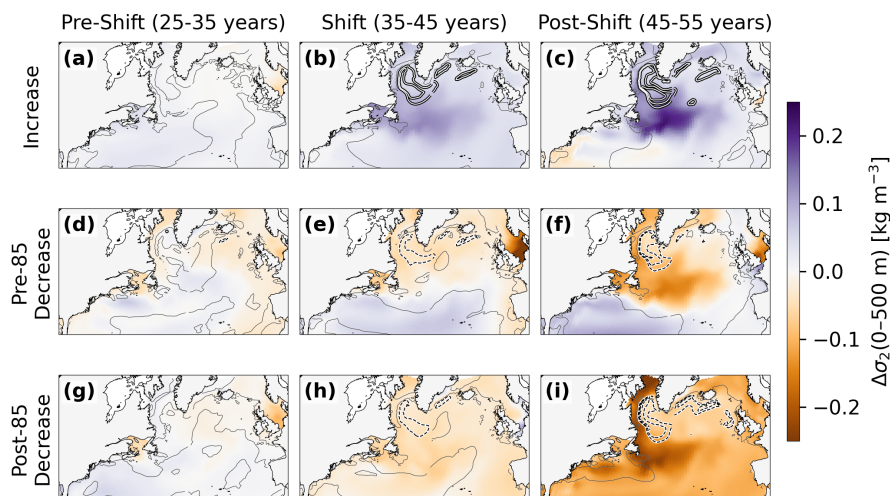 Pre-Shift (25-35 years) Shift (35-45 years) Post-Shift (45-55 years)
Increase
(a) (b) (c)
Pre-85
Decrease
(d) (e) (f)
Post-85
Decrease
(g) (h) (i)
0.2
0.1
0.0
−0.1
−0.2
Δσ₂(0–500 m) [kg m⁻³]